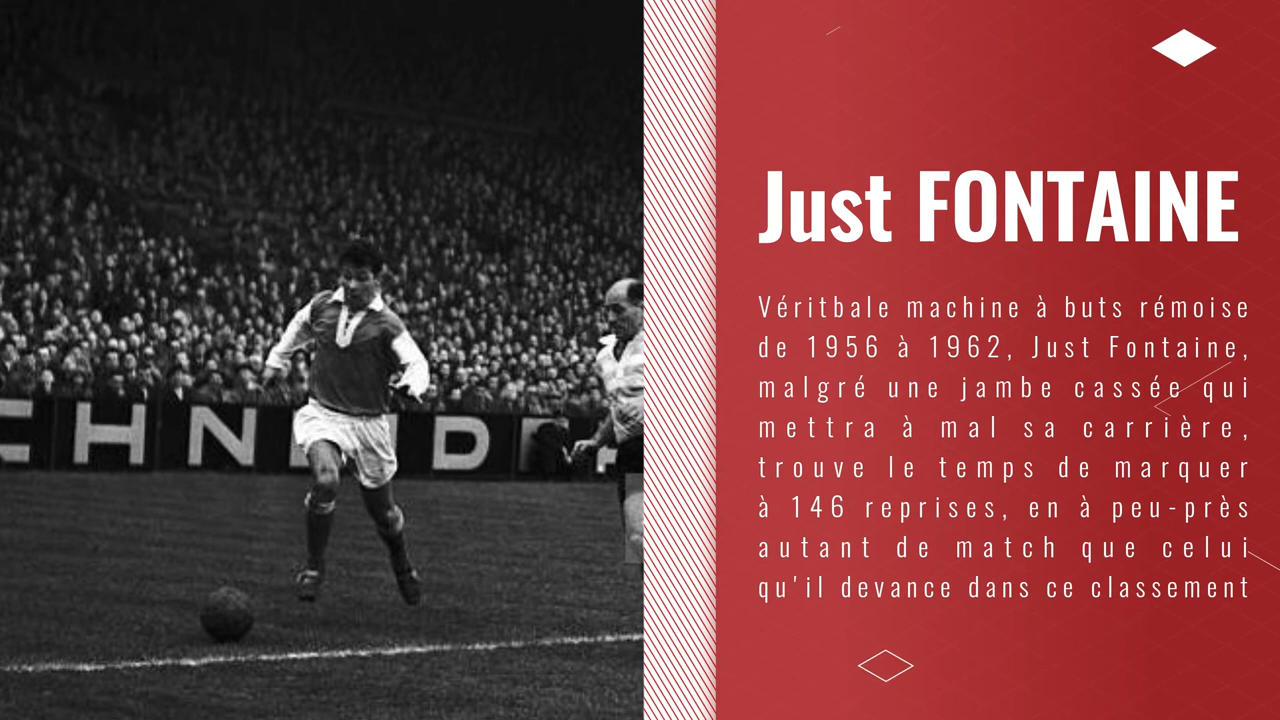 CHNEIDE
Just FONTAINE
Véritbale machine à buts rémoise
de 1956 à 1962, Just Fontaine,
malgré une jambe cassée qui
mettra à mal sa carrière,
trouve le temps de marquer
à 146 reprises, en à peu-près
autant de match que celui
qu'il devance dans ce classement